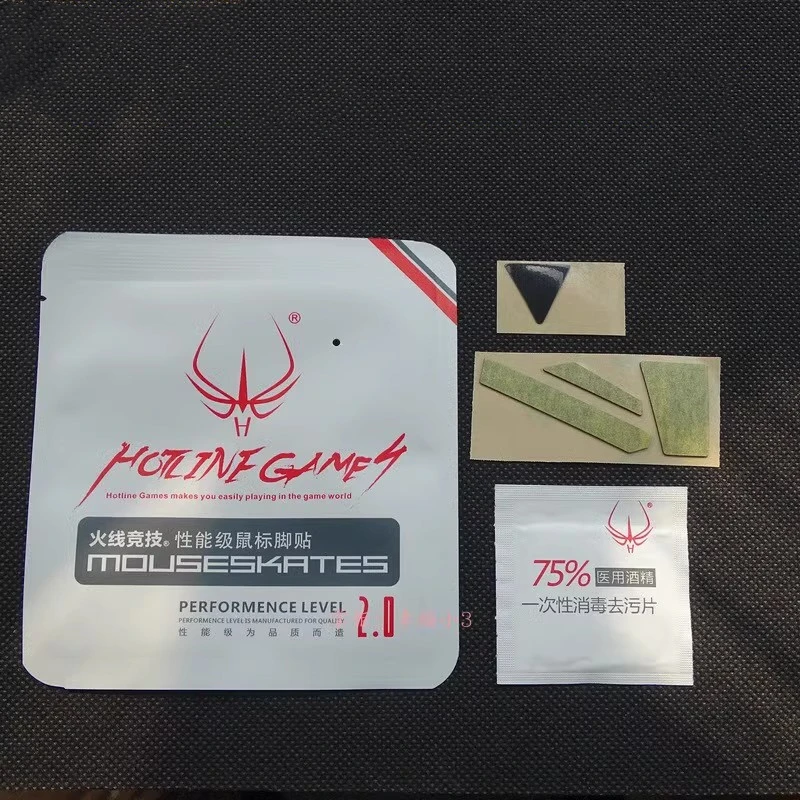 ®
H
HOTLINE GAMES
Hotline Games makes you easily playing in the game world
火线竞技® 性能级鼠标脚贴
MOUSESKATES
PERFORMENCE LEVEL 2.0
PERFORMENCE LEVEL IS MANUFACTURED FOR QUALITY
性能级为品质而造
®
H
75% 医用酒精
一次性消毒去污片